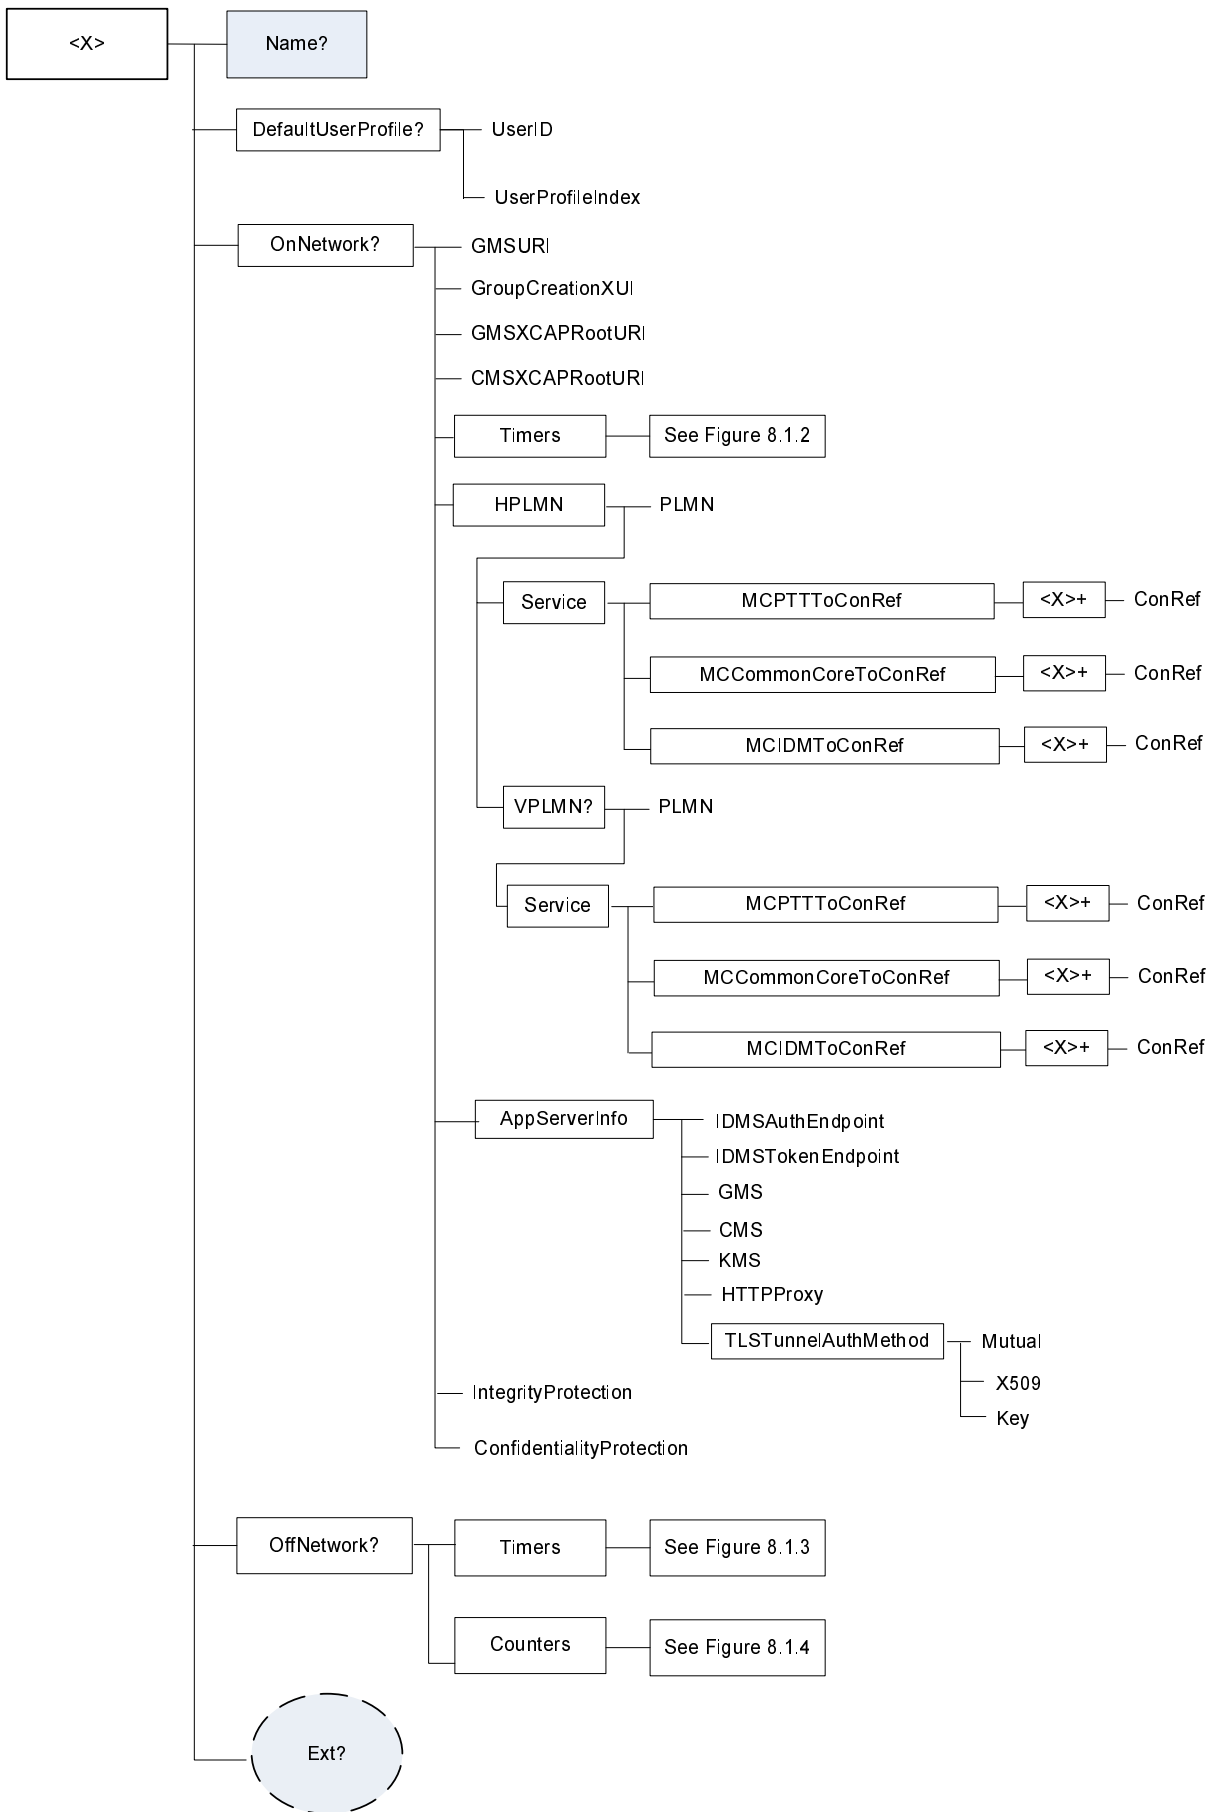 <X>
Name?
DefaultUserProfile?
UserID
UserProfileIndex
OnNetwork?
GMSURI
GroupCreationXUI
GMSXCAPRootURI
CMSXCAPRootURI
Timers
See Figure 8.1.2
HPLMN
PLMN
Service
MCPTTToConRef
<X>+
ConRef
MCCommonCoreToConRef
<X>+
ConRef
MCIDMToConRef
<X>+
ConRef
VPLMN?
PLMN
Service
MCPTTToConRef
<X>+
ConRef
MCCommonCoreToConRef
<X>+
ConRef
MCIDMToConRef
<X>+
ConRef
AppServerInfo
IDMSAuthEndpoint
IDMSTokenEndpoint
GMS
CMS
KMS
HTTPProxy
TLSTunnelAuthMethod
Mutual
X509
Key
IntegrityProtection
ConfidentialityProtection
OffNetwork?
Timers
See Figure 8.1.3
Counters
See Figure 8.1.4
Ext?